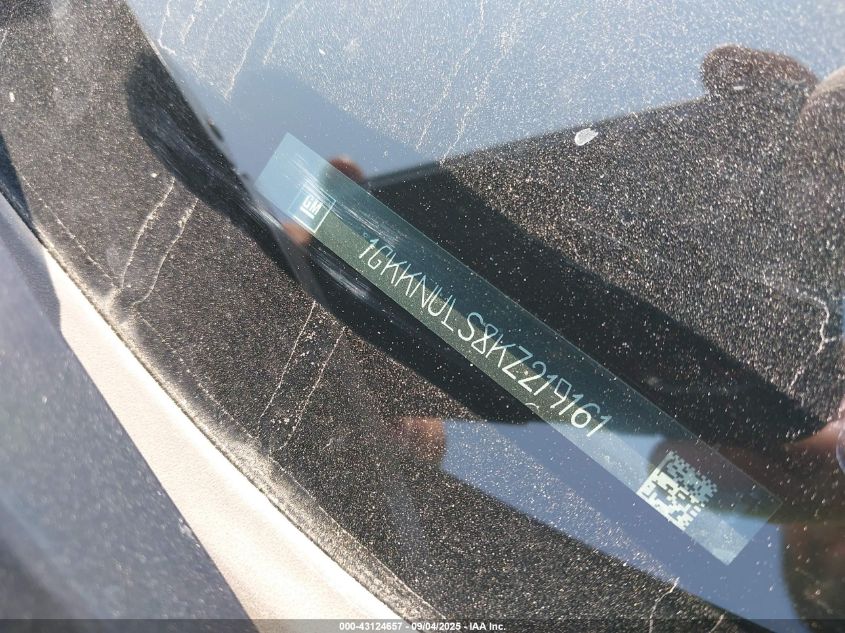 GM
1GKKNULS8KZ219161
000-43124657 - 09/04/2025 - IAA Inc.